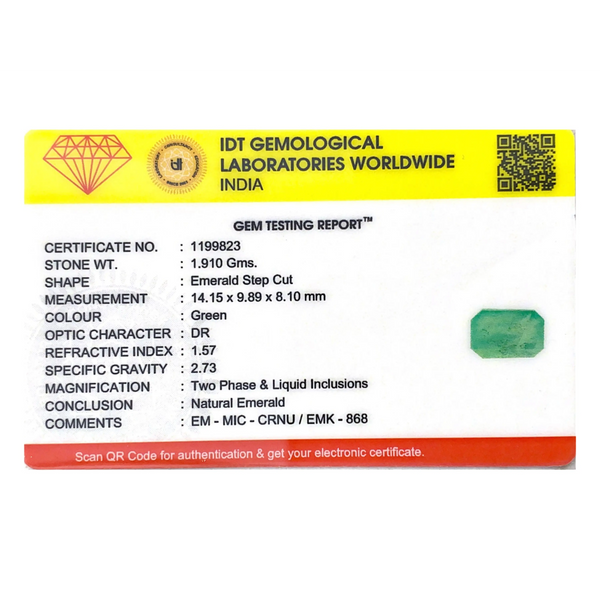 IDT GEMOLOGICAL
LABORATORIES WORLDWIDE
INDIA
GEM TESTING REPORT™
CERTIFICATE NO. : 1199823
STONE WT. : 1.910 Gms.
SHAPE : Emerald Step Cut
MEASUREMENT : 14.15 x 9.89 x 8.10 mm
COLOUR : Green
OPTIC CHARACTER : DR
REFRACTIVE INDEX : 1.57
SPECIFIC GRAVITY : 2.73
MAGNIFICATION : Two Phase & Liquid Inclusions
CONCLUSION : Natural Emerald
COMMENTS : EM - MIC - CRNU / EMK - 868
Scan QR Code for authentication & get your electronic certificate.